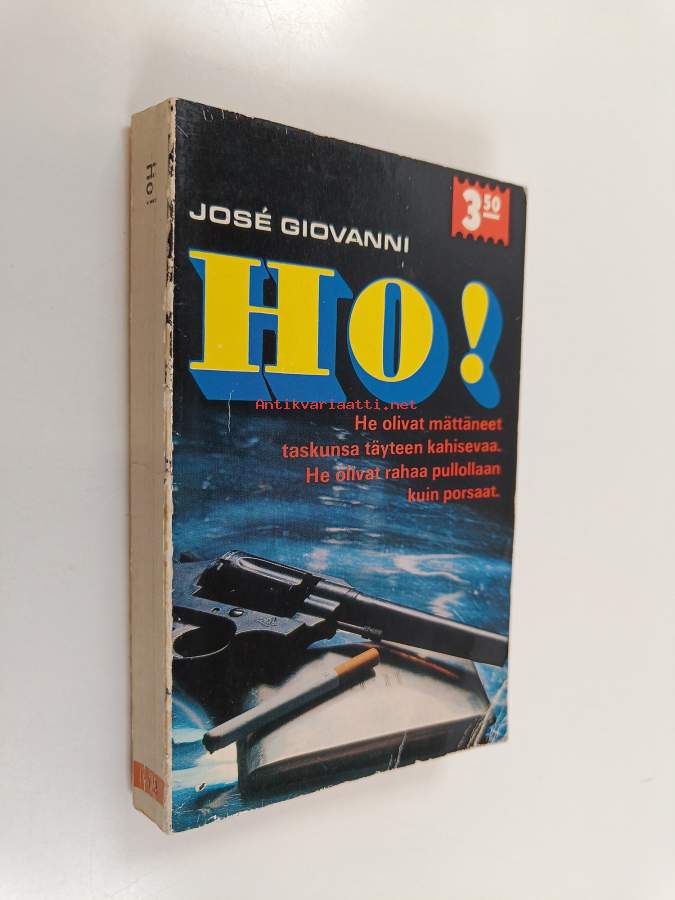 Ho!
3 50
JOSÉ GIOVANNI
HO!
Antikvariaatti.net
He olivat mättäneet
taskunsa täyteen kahisevaa.
He olivat rahaa pullollaan
kuin porsaat.